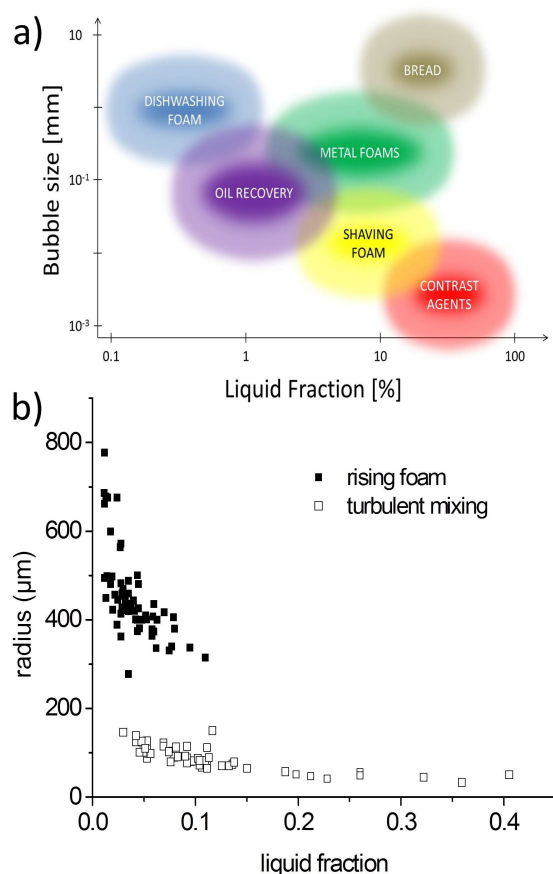 a)
Bubble size [mm]
10
10-1
10-3
DISHWASHING
FOAM
BREAD
METAL FOAMS
OIL RECOVERY
SHAVING
FOAM
CONTRAST
AGENTS
0.1 1 10 100
Liquid Fraction [%]
b)
radius (µm)
800
600
400
200
0
rising foam
turbulent mixing
0.0 0.1 0.2 0.3 0.4
liquid fraction